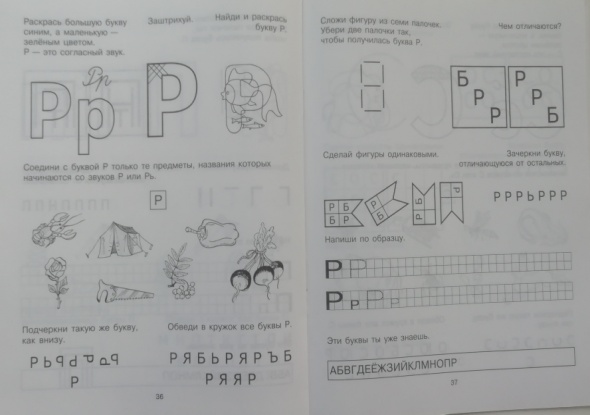 Раскрась большую букву
синим, а маленькую —
зелёным цветом.
Р — это согласный звук.
Заштрихуй.
Найди и раскрась
букву Р.
Рр
Рр
Р
Соедини с буквой Р только те предметы, названия которых
начинаются со звуков Р или Рь.
Р
Подчеркни такую же букву,
как внизу.
Р
Обведи в кружок все буквы Р.
Р Я Б Ь Р Я Р Ъ Б
Р Я Я Р
36
Сложи фигуру из семи палочек.
Убери две палочки так,
чтобы получилась буква Р.
Чем отличаются?
Б
Р
Р
Р
Р
Б
Сделай фигуры одинаковыми.
Р Б
Б Р
Зачеркни букву,
отличающуюся от остальных.
Р Р Р Ь Р Р Р
Напиши по образцу.
Р Р
Р р Р р
Эти буквы ты уже знаешь.
АБВГДЕЁЖЗИЙКЛМНОПР
37